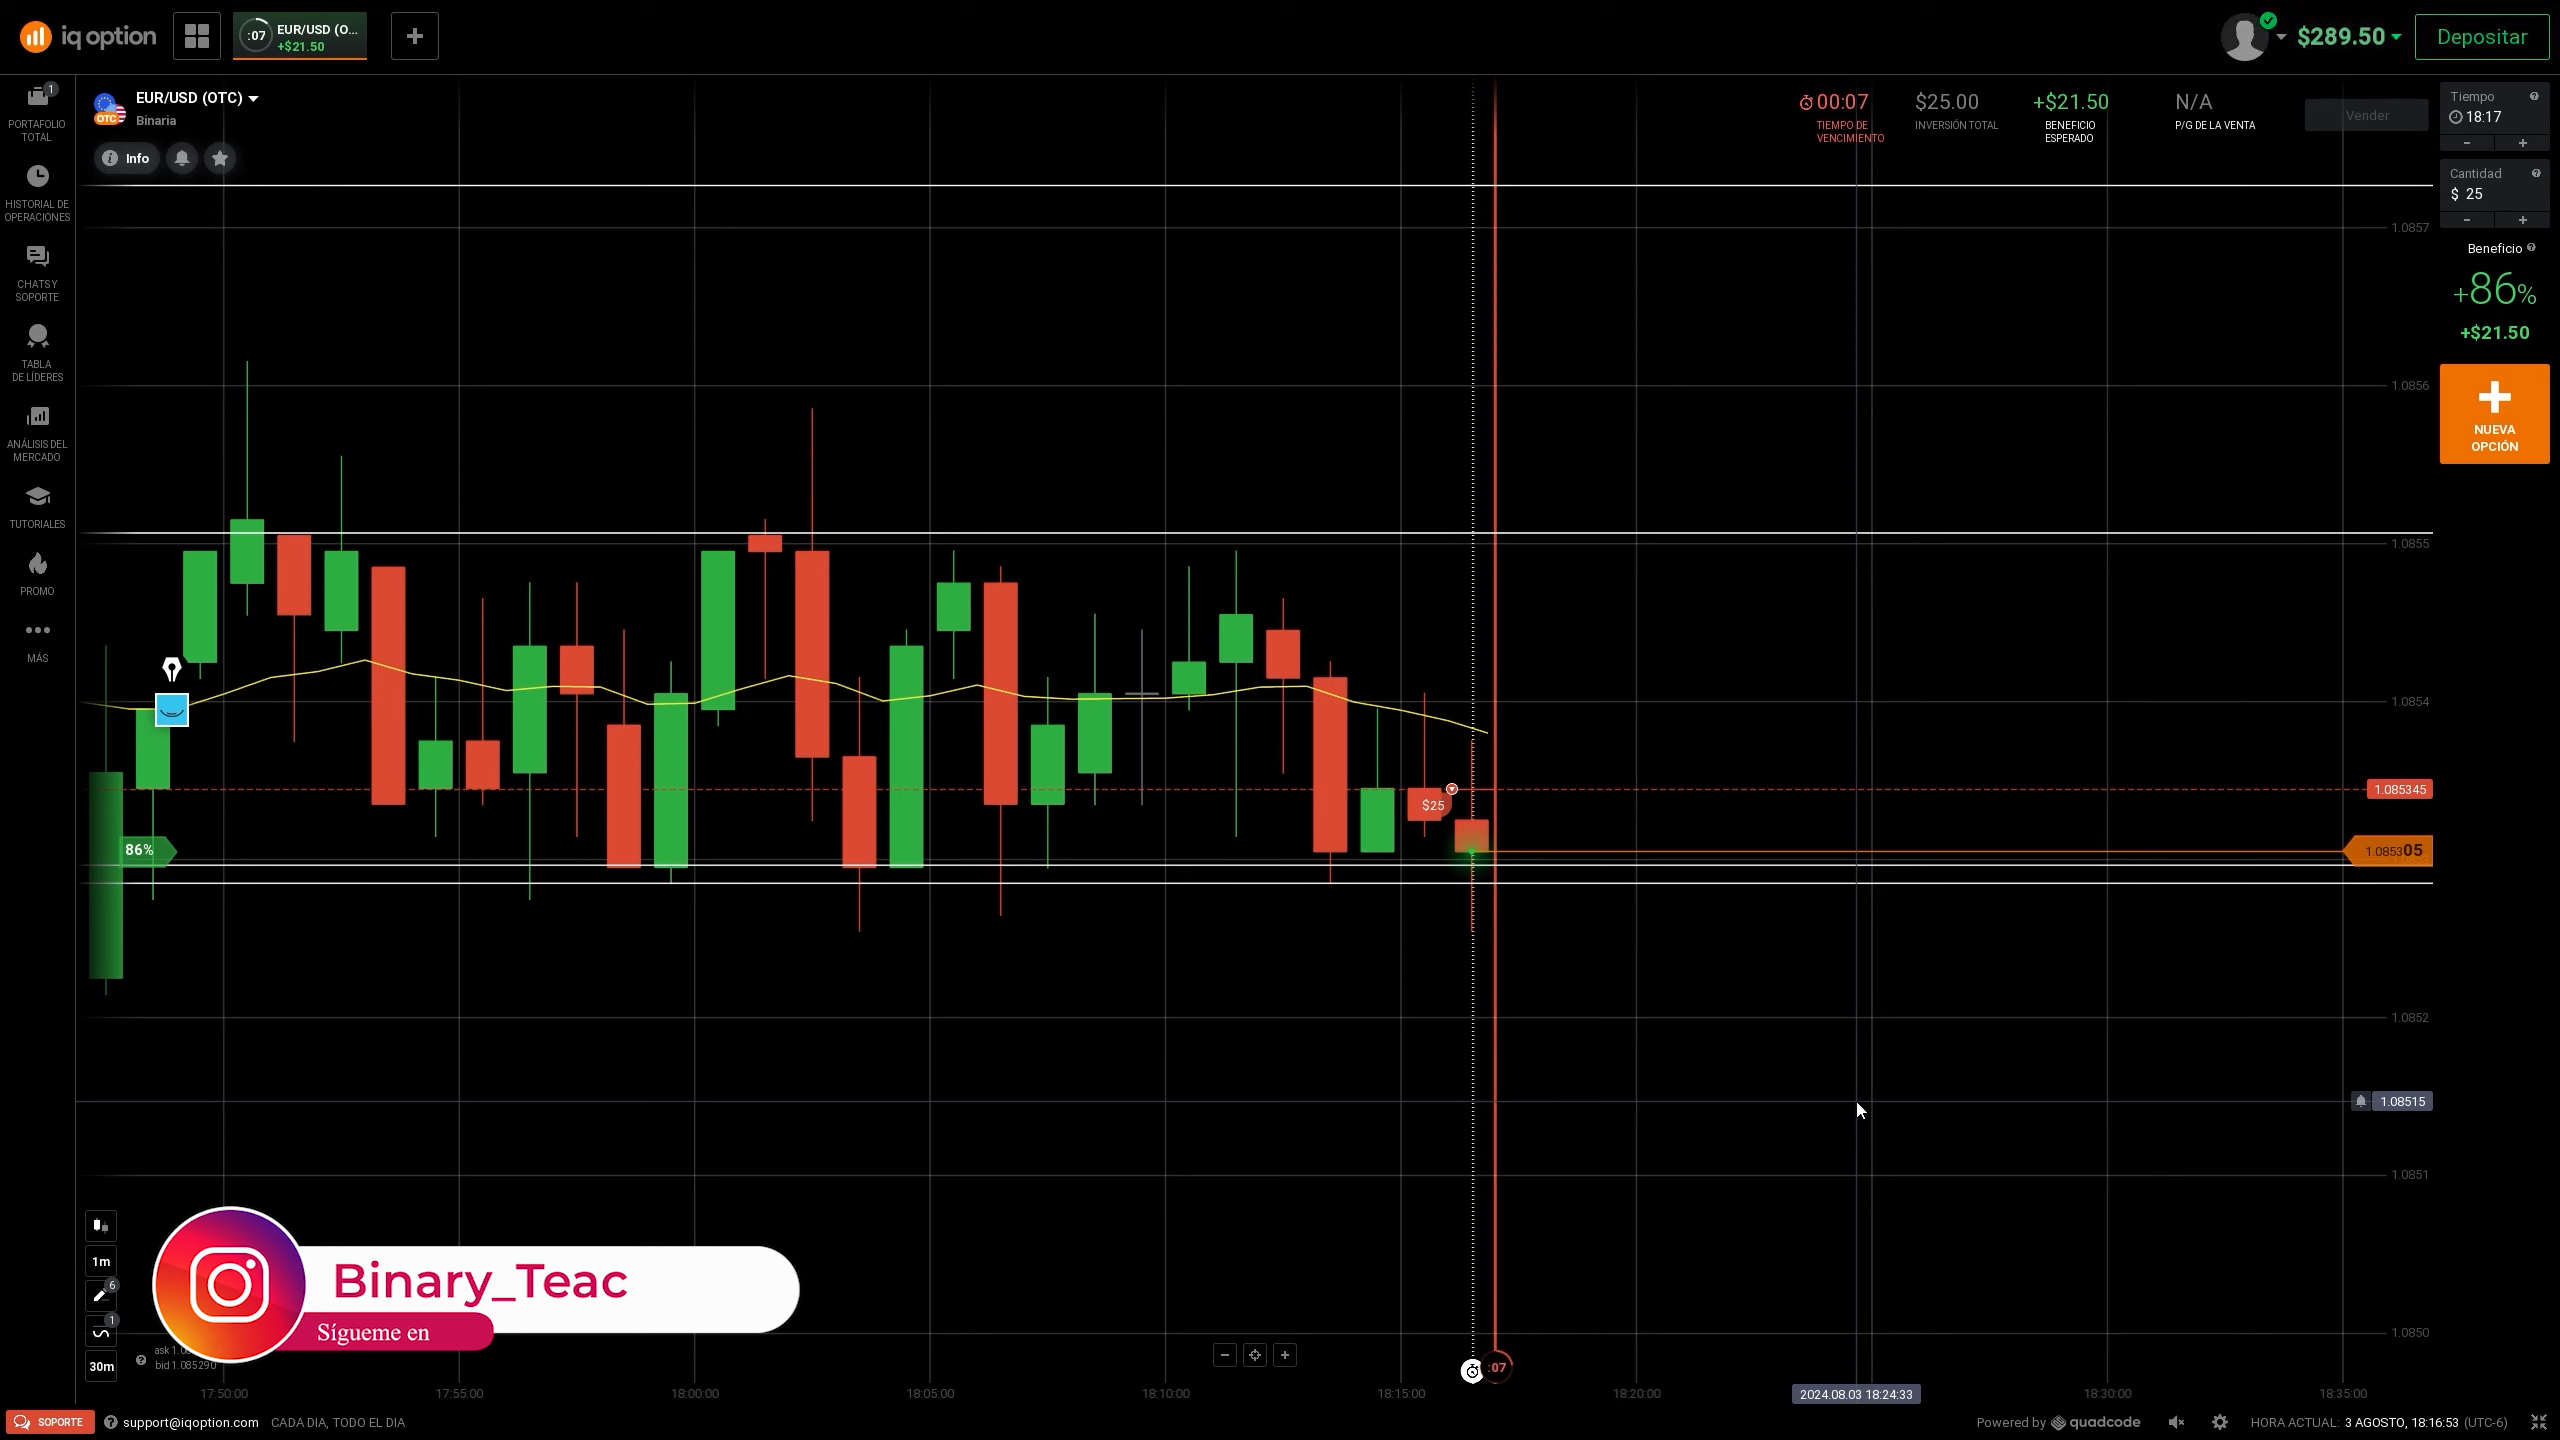 iq option
:07
EUR/USD (O...
+$21.50
$289.50
Depositar
1
PORTAFOLIO
TOTAL
HISTORIAL DE
OPERACIONES
CHATS Y
SOPORTE
TABLA
DE LÍDERES
ANÁLISIS DEL
MERCADO
TUTORIALES
PROMO
MÁS
EUR/USD (OTC)
OTC
Binaria
Info
00:07
TIEMPO DE
VENCIMIENTO
$25.00
INVERSIÓN TOTAL
+$21.50
BENEFICIO
ESPERADO
N/A
P/G DE LA VENTA
Vender
Tiempo
18:17
Cantidad
$ 25
Beneficio
+86%
+$21.50
NUEVA
OPCIÓN
1.0857
1.0856
1.0855
1.0854
1.085345
1.085305
1.0852
1.08515
1.0851
1.0850
86%
$25
1m
6
1
30m
Binary_Teac
Sígueme en
bid 1.085290
:07
17:50:00
17:55:00
18:00:00
18:05:00
18:10:00
18:15:00
18:20:00
2024.08.03 18:24:33
18:30:00
18:35:00
SOPORTE
support@iqoption.com
CADA DIA, TODO EL DIA
Powered by quadcode
HORA ACTUAL: 3 AGOSTO, 18:16:53 (UTC-6)